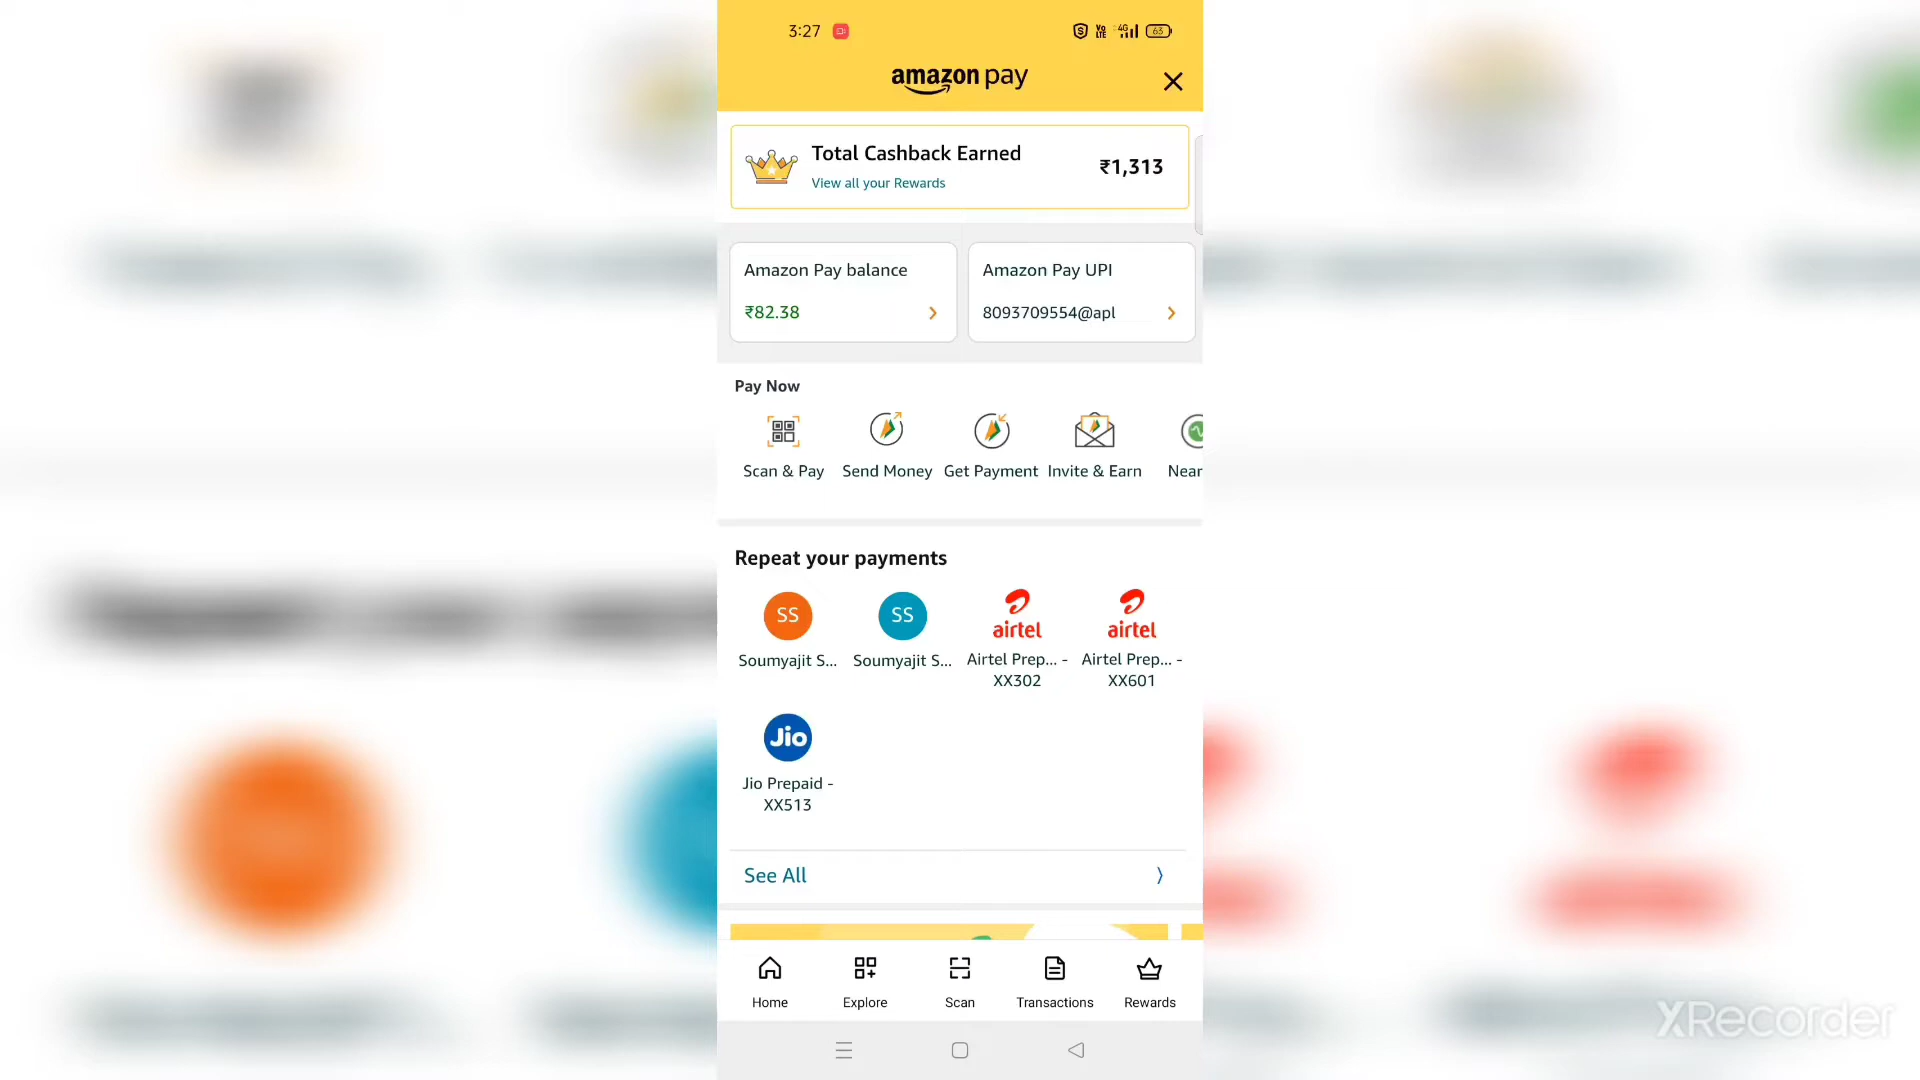 3:27
VoLTE 4G 63
amazon pay
Total Cashback Earned
View all your Rewards
₹1,313
Amazon Pay balance
₹82.38
Amazon Pay UPI
8093709554@apl
Pay Now
Scan & Pay
Send Money
Get Payment
Invite & Earn
Near
Repeat your payments
SS
Soumyajit S...
SS
Soumyajit S...
airtel
Airtel Prep... -
XX302
airtel
Airtel Prep... -
XX601
Jio
Jio Prepaid -
XX513
See All
Home
Explore
Scan
Transactions
Rewards
XRecorder